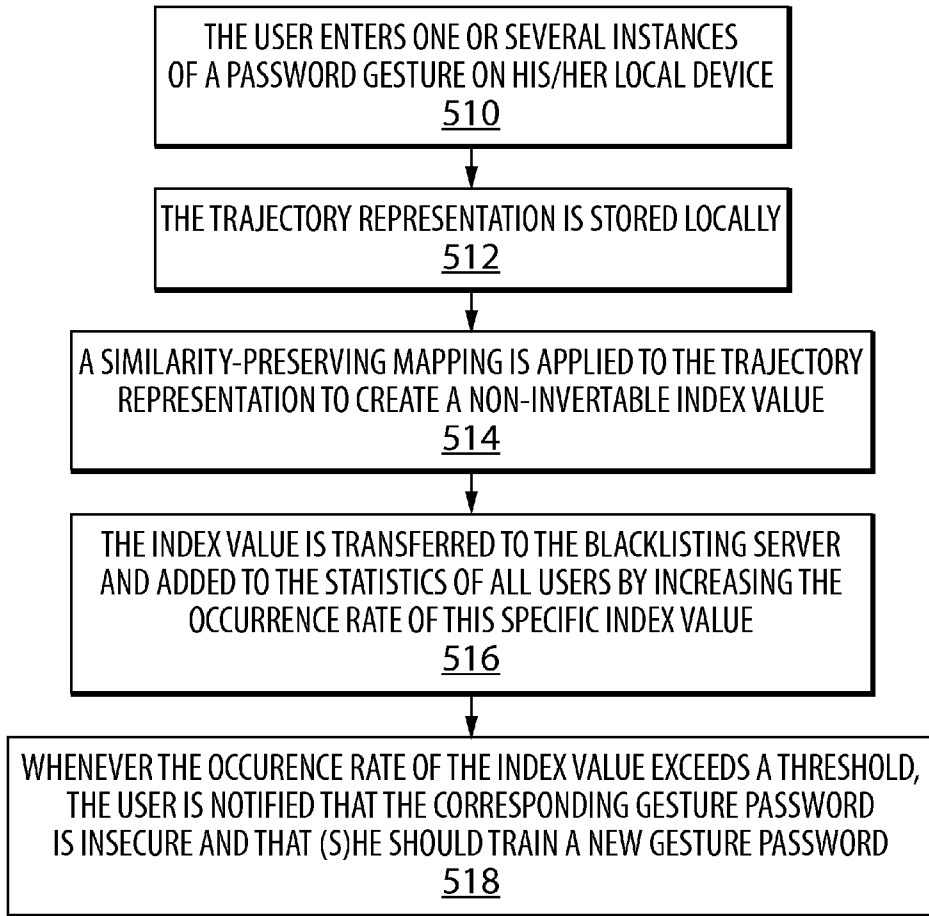 THE USER ENTERS ONE OR SEVERAL INSTANCES
OF A PASSWORD GESTURE ON HIS/HER LOCAL DEVICE
510
THE TRAJECTORY REPRESENTATION IS STORED LOCALLY
512
A SIMILARITY-PRESERVING MAPPING IS APPLIED TO THE TRAJECTORY
REPRESENTATION TO CREATE A NON-INVERTABLE INDEX VALUE
514
THE INDEX VALUE IS TRANSFERRED TO THE BLACKLISTING SERVER
AND ADDED TO THE STATISTICS OF ALL USERS BY INCREASING THE
OCCURRENCE RATE OF THIS SPECIFIC INDEX VALUE
516
WHENEVER THE OCCURENCE RATE OF THE INDEX VALUE EXCEEDS A THRESHOLD,
THE USER IS NOTIFIED THAT THE CORRESPONDING GESTURE PASSWORD
IS INSECURE AND THAT (S)HE SHOULD TRAIN A NEW GESTURE PASSWORD
518